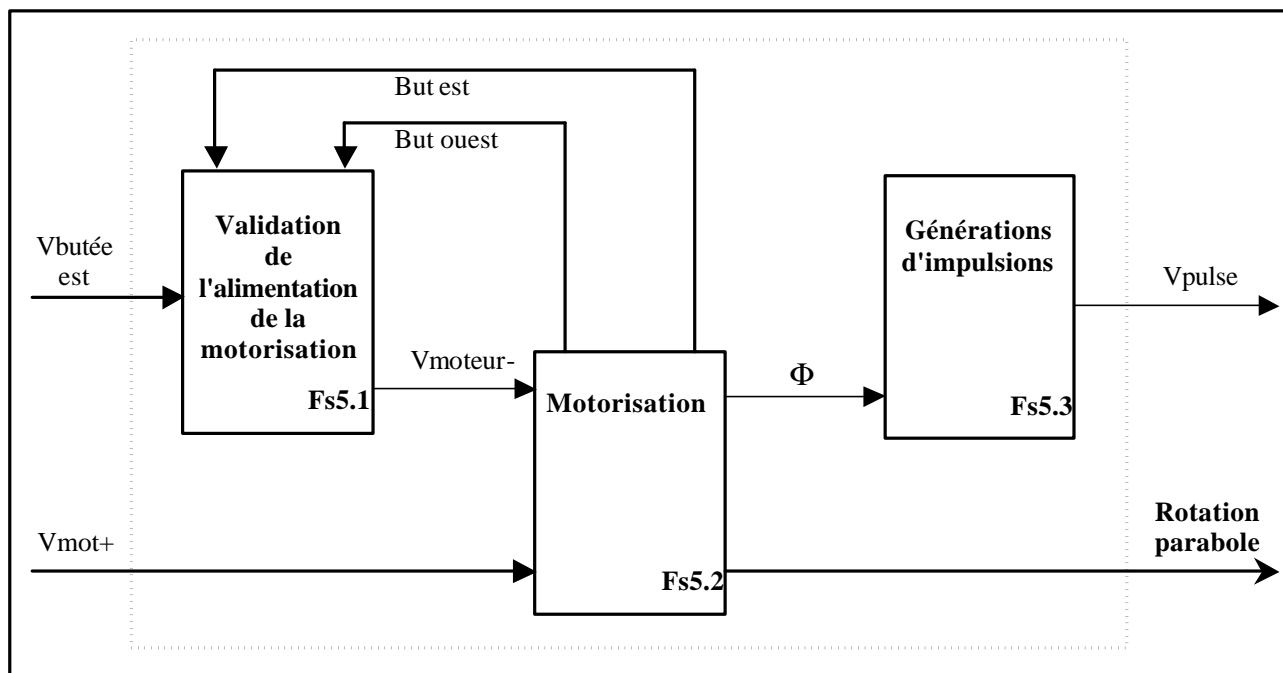 But est
But ouest
Validation
de
l'alimentation
de la
motorisation
Fs5.1
Vbutée
est
Vmoteur-
Motorisation
Fs5.2
Φ
Générations
d'impulsions
Fs5.3
Vpulse
Vmot+
Rotation
parabole